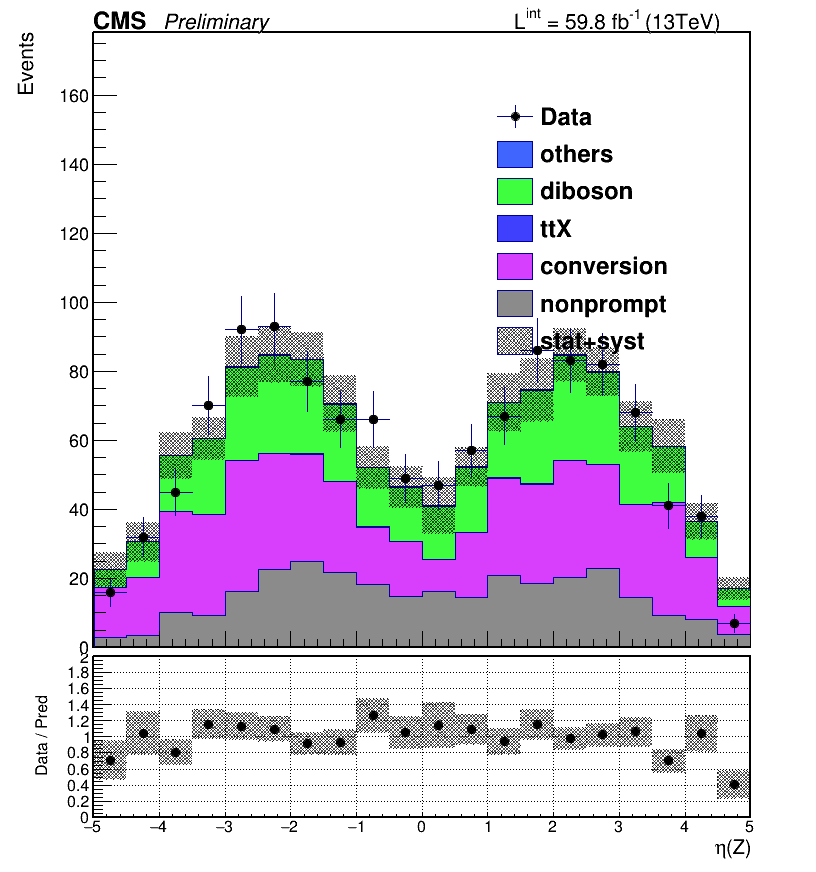 CMS Preliminary L^int = 59.8 fb^-1 (13TeV)
Events
160
140
120
100
80
60
40
20
0
Data
others
diboson
ttX
conversion
nonprompt
stat+syst
Data / Pred
2
1.8
1.6
1.4
1.2
1
0.8
0.6
0.4
0.2
0
−5 −4 −3 −2 −1 0 1 2 3 4 5
η(Z)